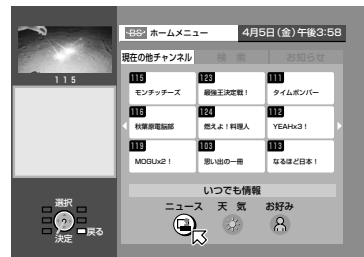 -BS- ホームメニュー 4月5日(金)午後3:58
115
現在の他チャンネル 検索 お知らせ
115 123 111
モンチッチーズ 最強王決定戦! タイムボンバー
116 124 112
秋葉原電脳部 燃えよ!料理人 YEAHx3!
119 103 113
MOGUx2! 思い出の一冊 なるほど日本!
いつでも情報
ニュース 天気 お好み
選択
戻る
決定